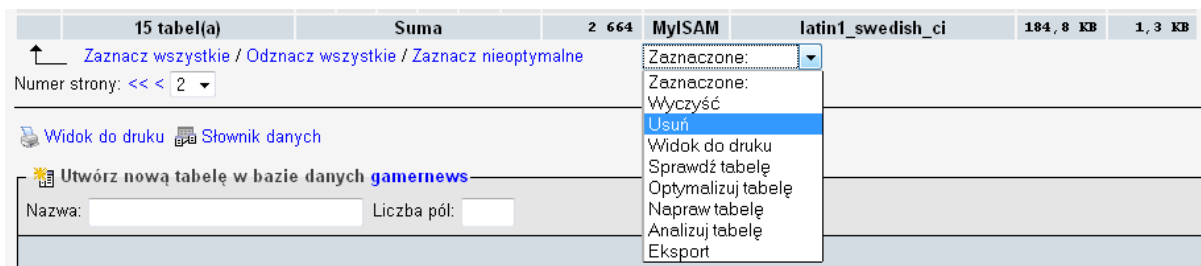 15 tabel(a) Suma 2 664 MyISAM latin1_swedish_ci 184,8 KB 1,3 KB
Zaznacz wszystkie / Odznacz wszystkie / Zaznacz nieoptymalne Zaznaczone:
Numer strony: << < 2
Zaznaczone:
Wyczyść
Usuń
Widok do druku
Sprawdź tabelę
Optymalizuj tabelę
Napraw tabelę
Analizuj tabelę
Eksport
Widok do druku Słownik danych
Utwórz nową tabelę w bazie danych gamernews
Nazwa: Liczba pól: